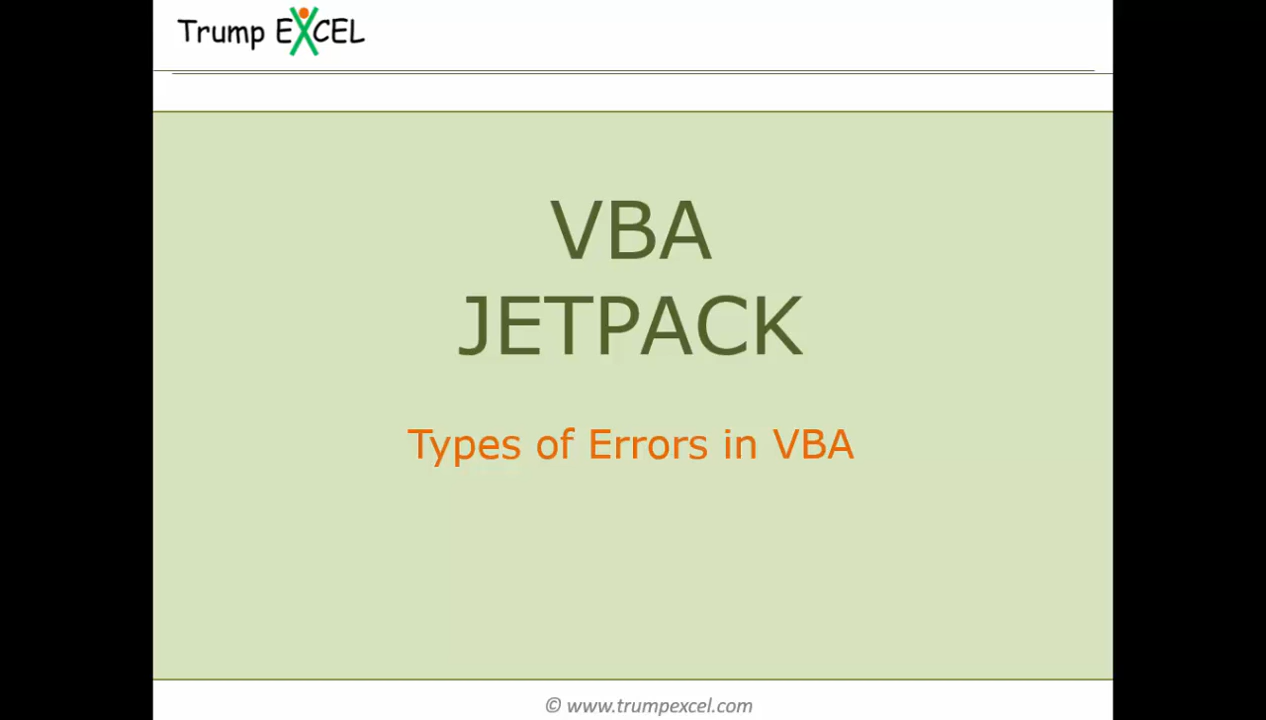 Trump EXCEL
VBA
JETPACK
Types of Errors in VBA
© www.trumpexcel.com